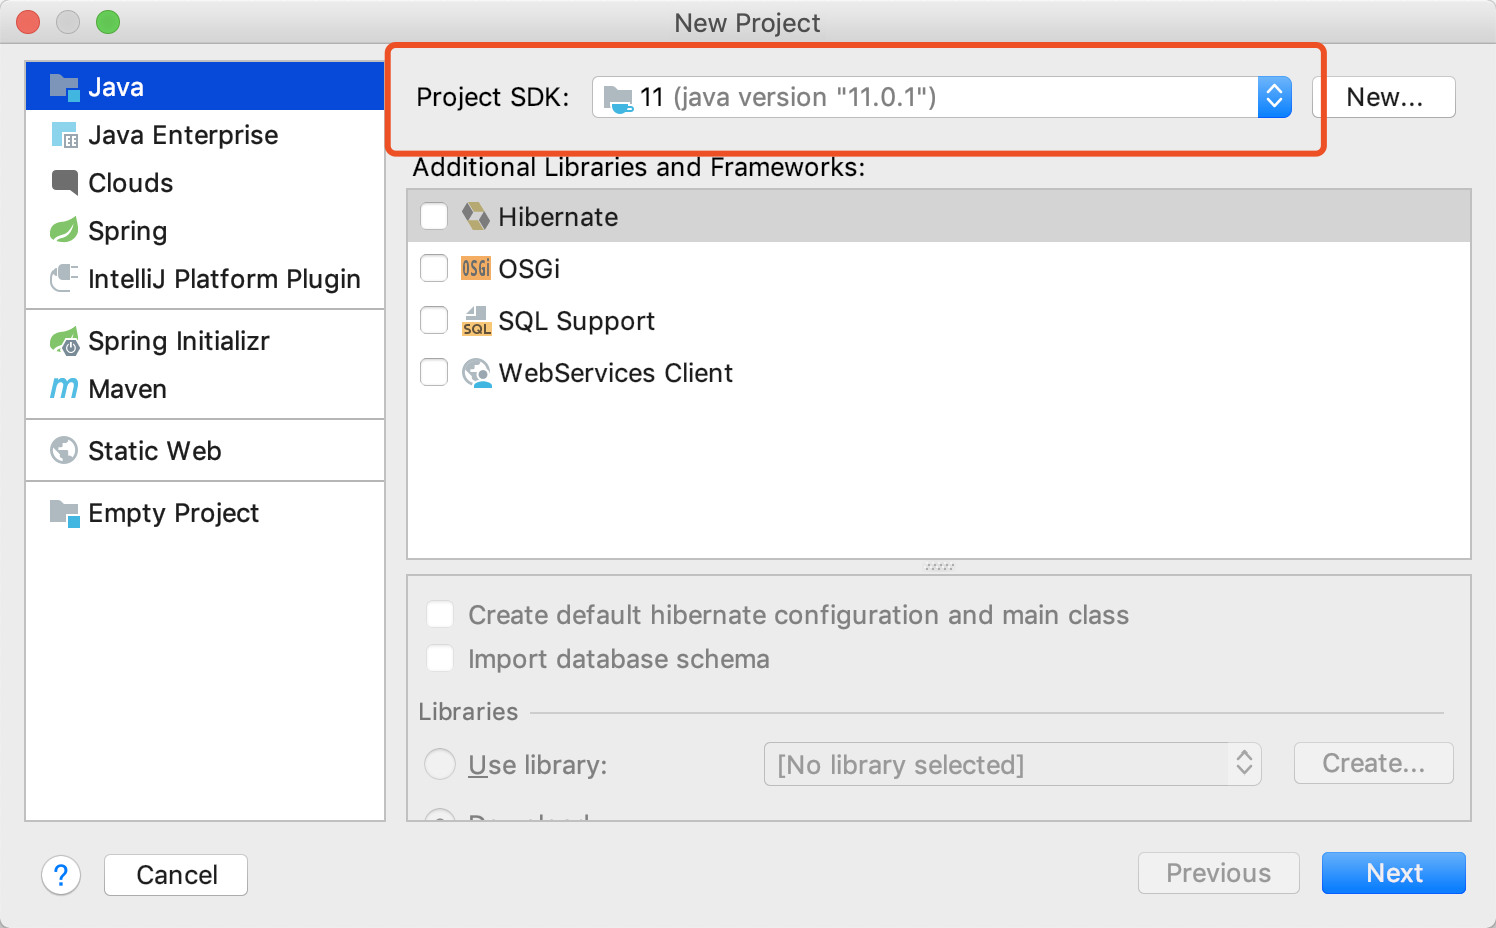 New Project
Java
Java Enterprise
Clouds
Spring
IntelliJ Platform Plugin
Spring Initializr
Maven
Static Web
Empty Project
Project SDK: 11 (java version "11.0.1") New...
Additional Libraries and Frameworks:
Hibernate
OSGi OSGi
SQL SQL Support
WebServices Client
Create default hibernate configuration and main class
Import database schema
Libraries
Use library: [No library selected] Create...
? Cancel Previous Next